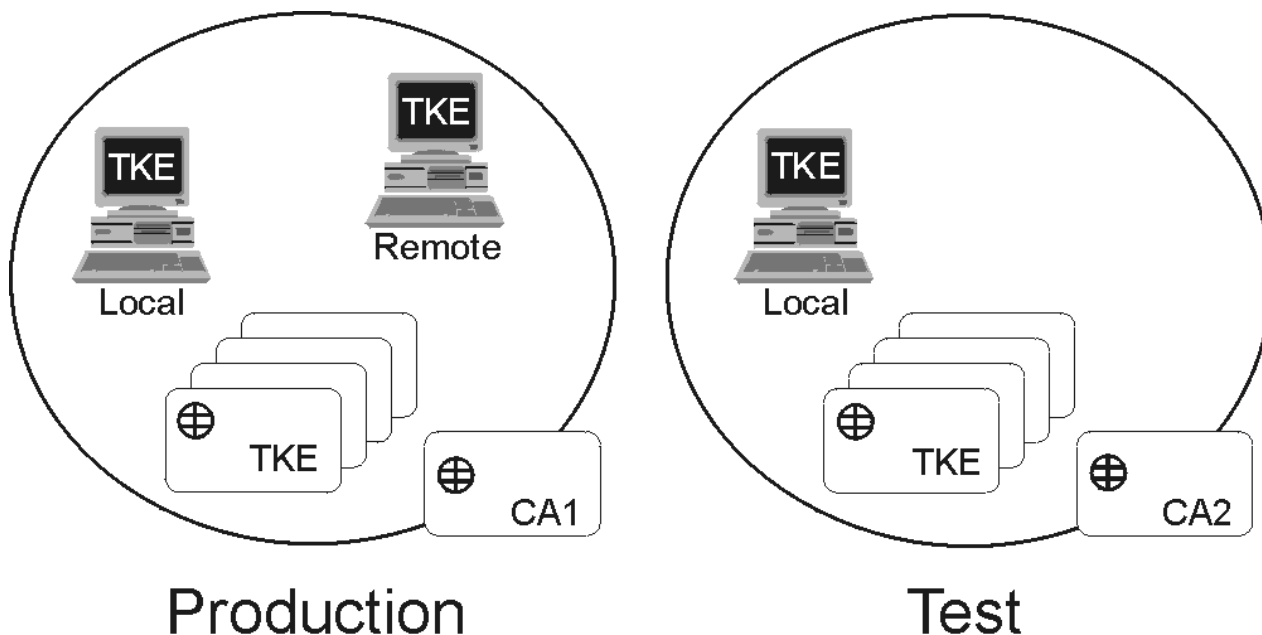 TKE
Local
TKE
Remote
TKE
CA1
Production
TKE
Local
TKE
CA2
Test